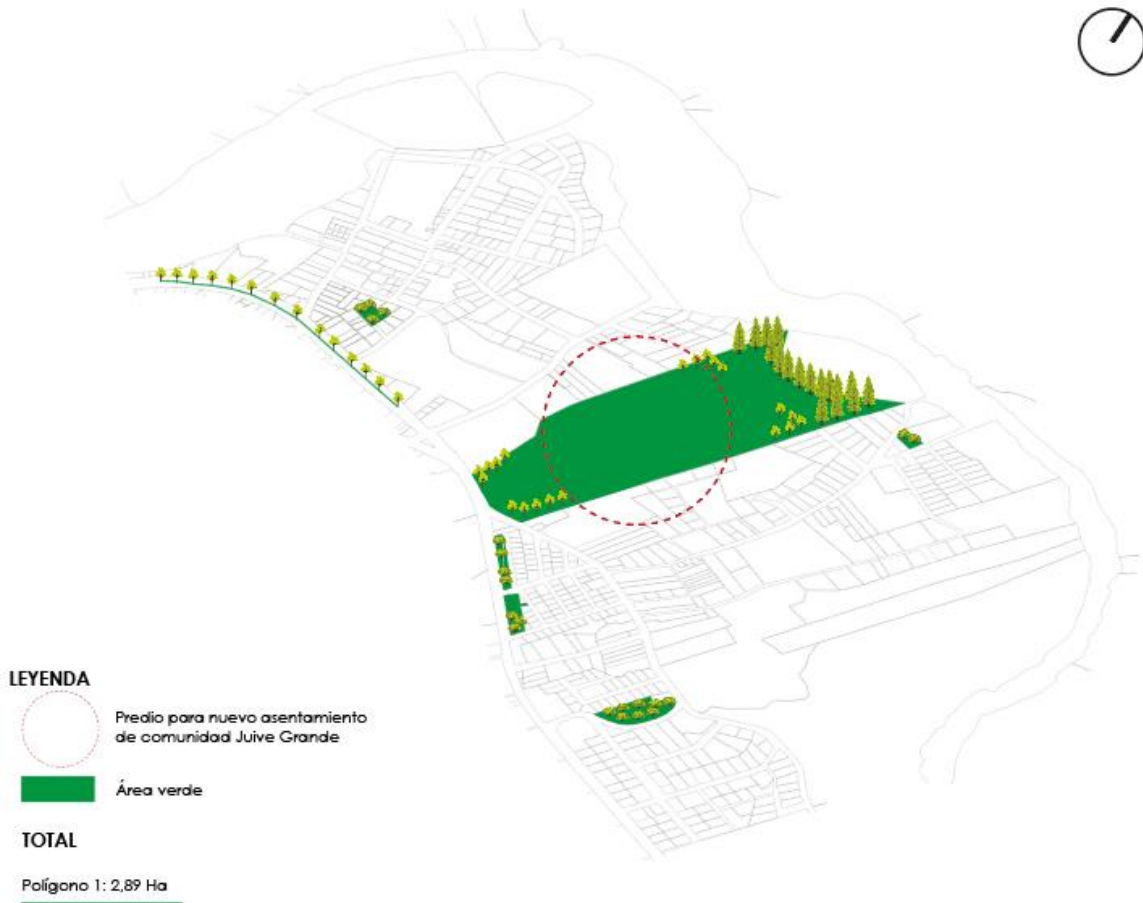 LEYENDA
Predio para nuevo asentamiento
de comunidad Juive Grande
Área verde
TOTAL
Polígono 1: 2,89 Ha